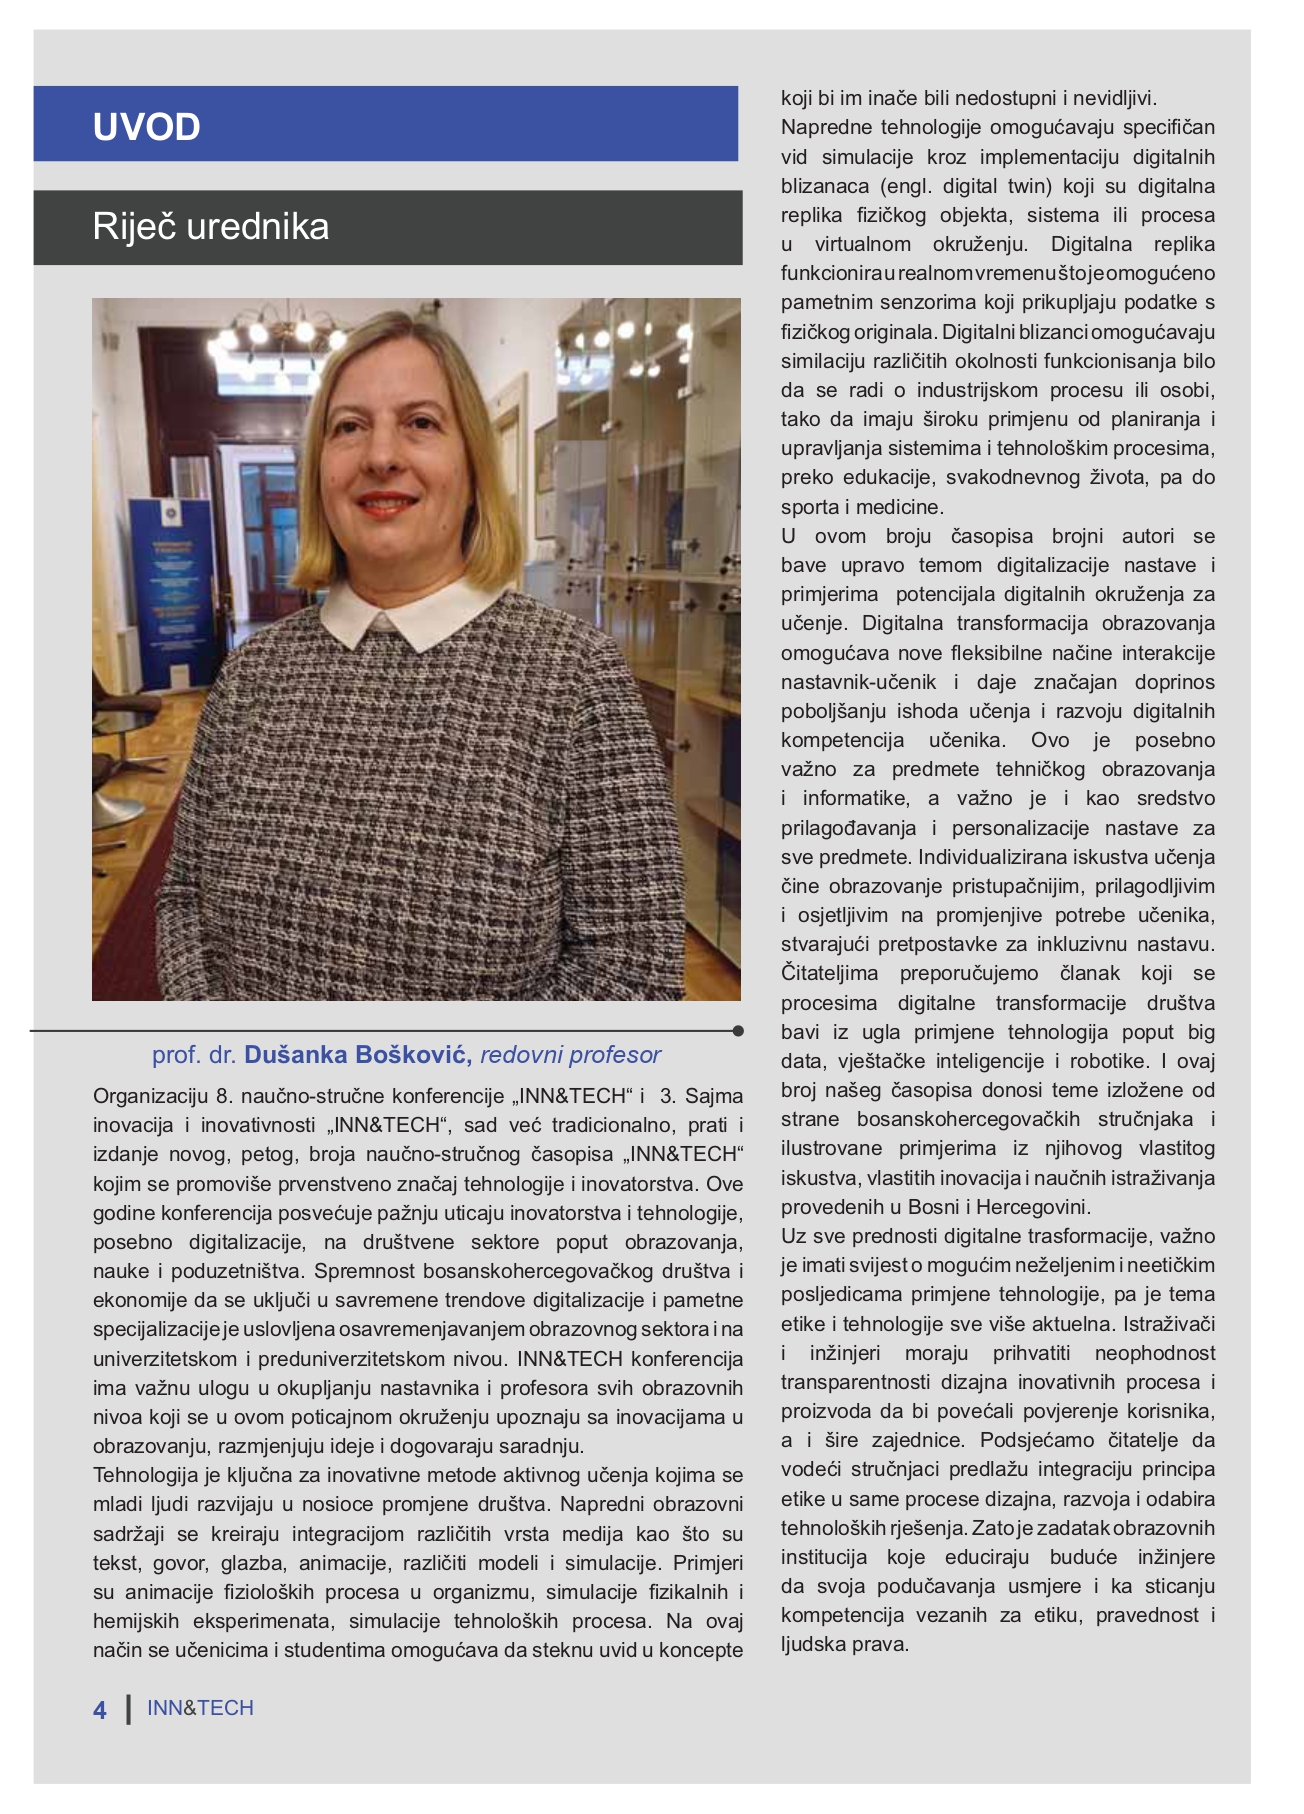 UVOD
Riječ urednika
prof. dr. Dušanka Bošković, redovni profesor
Organizaciju 8. naučno-stručne konferencije „INN&TECH“ i 3. Sajma
inovacija i inovativnosti „INN&TECH“, sad već tradicionalno, prati i
izdanje novog, petog, broja naučno-stručnog časopisa „INN&TECH“
kojim se promoviše prvenstveno značaj tehnologije i inovatorstva. Ove
godine konferencija posvećuje pažnju uticaju inovatorstva i tehnologije,
posebno digitalizacije, na društvene sektore poput obrazovanja,
nauke i poduzetništva. Spremnost bosanskohercegovačkog društva i
ekonomije da se uključi u savremene trendove digitalizacije i pametne
specijalizacije je uslovljena osavremenjavanjem obrazovnog sektora i na
univerzitetskom i preduniverzitetskom nivou. INN&TECH konferencija
ima važnu ulogu u okupljanju nastavnika i profesora svih obrazovnih
nivoa koji se u ovom poticajnom okruženju upoznaju sa inovacijama u
obrazovanju, razmjenjuju ideje i dogovaraju saradnju.
Tehnologija je ključna za inovativne metode aktivnog učenja kojima se
mladi ljudi razvijaju u nosioce promjene društva. Napredni obrazovni
sadržaji se kreiraju integracijom različitih vrsta medija kao što su
tekst, govor, glazba, animacije, različiti modeli i simulacije. Primjeri
su animacije fizioloških procesa u organizmu, simulacije fizikalnih i
hemijskih eksperimenata, simulacije tehnoloških procesa. Na ovaj
način se učenicima i studentima omogućava da steknu uvid u koncepte
koji bi im inače bili nedostupni i nevidljivi.
Napredne tehnologije omogućavaju specifičan
vid simulacije kroz implementaciju digitalnih
blizanaca (engl. digital twin) koji su digitalna
replika fizičkog objekta, sistema ili procesa
u virtualnom okruženju. Digitalna replika
funkcionira u realnom vremenu što je omogućeno
pametnim senzorima koji prikupljaju podatke s
fizičkog originala. Digitalni blizanci omogućavaju
similaciju različitih okolnosti funkcionisanja bilo
da se radi o industrijskom procesu ili osobi,
tako da imaju široku primjenu od planiranja i
upravljanja sistemima i tehnološkim procesima,
preko edukacije, svakodnevnog života, pa do
sporta i medicine.
U ovom broju časopisa brojni autori se
bave upravo temom digitalizacije nastave i
primjerima potencijala digitalnih okruženja za
učenje. Digitalna transformacija obrazovanja
omogućava nove fleksibilne načine interakcije
nastavnik-učenik i daje značajan doprinos
poboljšanju ishoda učenja i razvoju digitalnih
kompetencija učenika. Ovo je posebno
važno za predmete tehničkog obrazovanja
i informatike, a važno je i kao sredstvo
prilagođavanja i personalizacije nastave za
sve predmete. Individualizirana iskustva učenja
čine obrazovanje pristupačnijim, prilagodljivim
i osjetljivim na promjenjive potrebe učenika,
stvarajući pretpostavke za inkluzivnu nastavu.
Čitateljima preporučujemo članak koji se
procesima digitalne transformacije društva
bavi iz ugla primjene tehnologija poput big
data, vještačke inteligencije i robotike. I ovaj
broj našeg časopisa donosi teme izložene od
strane bosanskohercegovačkih stručnjaka i
ilustrovane primjerima iz njihovog vlastitog
iskustva, vlastitih inovacija i naučnih istraživanja
provedenih u Bosni i Hercegovini.
Uz sve prednosti digitalne trasformacije, važno
je imati svijest o mogućim neželjenim i neetičkim
posljedicama primjene tehnologije, pa je tema
etike i tehnologije sve više aktuelna. Istraživači
i inžinjeri moraju prihvatiti neophodnost
transparentnosti dizajna inovativnih procesa i
proizvoda da bi povećali povjerenje korisnika,
a i šire zajednice. Podsjećamo čitatelje da
vodeći stručnjaci predlažu integraciju principa
etike u same procese dizajna, razvoja i odabira
tehnoloških rješenja. Zato je zadatak obrazovnih
institucija koje educiraju buduće inžinjere
da svoja podučavanja usmjere i ka sticanju
kompetencija vezanih za etiku, pravednost i
ljudska prava.
4 INN&TECH